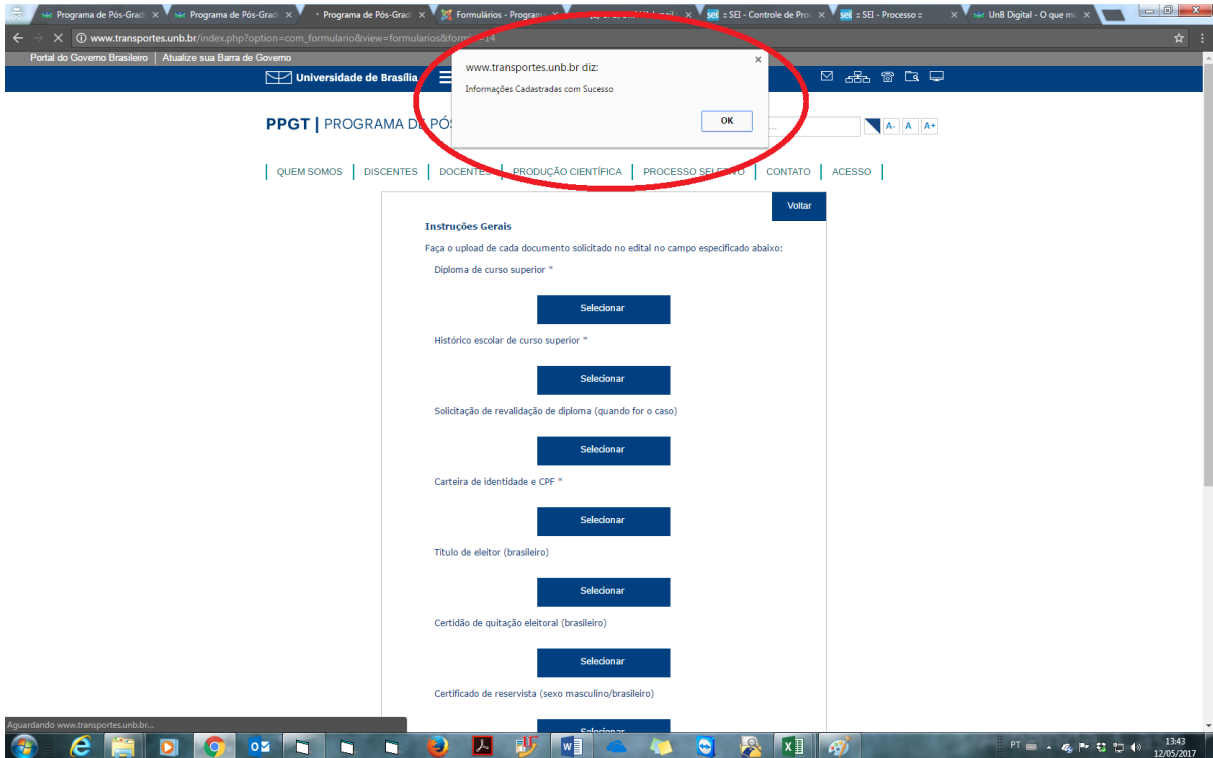 Programa de Pós-Grad
Programa de Pós-Grad
Programa de Pós-Grad
Formulários - Program
SEI - Controle de Proc
sei :: SEI - Processo ::
UnB Digital - O que m
www.transportes.unb.br/index.php?option=com_formulario&view=formularios&form
14
Portal do Governo Brasileiro
Atualize sua Barra de Governo
Universidade de Brasília
www.transportes.unb.br diz:
Informações Cadastradas com Sucesso
OK
PPGT | PROGRAMA DE PÓS
A- A A+
QUEM SOMOS DISCENTES DOCENTES PRODUÇÃO CIENTÍFICA PROCESSO SELETIVO CONTATO ACESSO
Voltar
Instruções Gerais
Faça o upload de cada documento solicitado no edital no campo especificado abaixo:
Diploma de curso superior *
Selecionar
Histórico escolar de curso superior *
Selecionar
Solicitação de revalidação de diploma (quando for o caso)
Selecionar
Carteira de identidade e CPF *
Selecionar
Título de eleitor (brasileiro)
Selecionar
Certidão de quitação eleitoral (brasileiro)
Selecionar
Certificado de reservista (sexo masculino/brasileiro)
Selecionar
Aguardando www.transportes.unb.br...
PT
13:43
12/05/2017